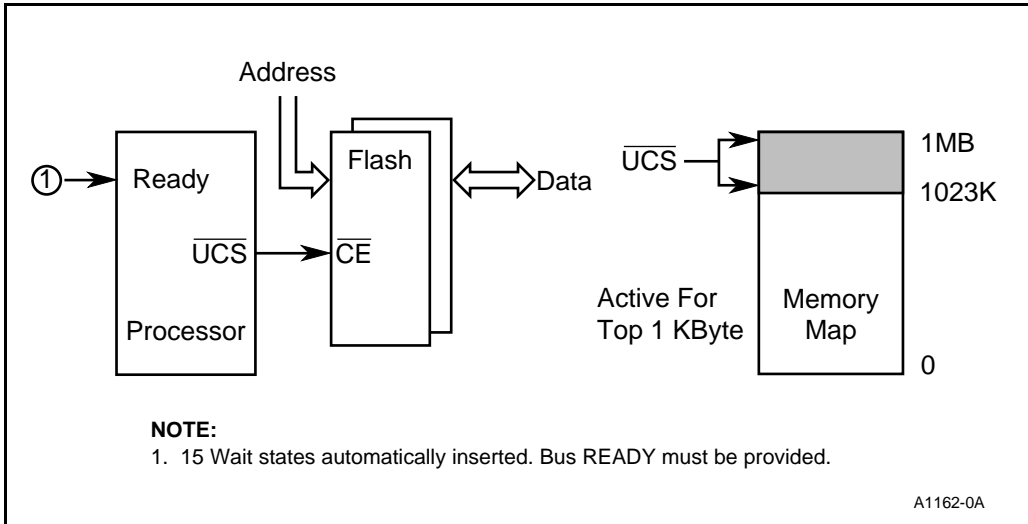 Address
1
Ready
UCS
Processor
Flash
CE
Data
UCS
1MB
1023K
Active For
Top 1 KByte
Memory
Map
0
NOTE:
1. 15 Wait states automatically inserted. Bus READY must be provided.
A1162-0A